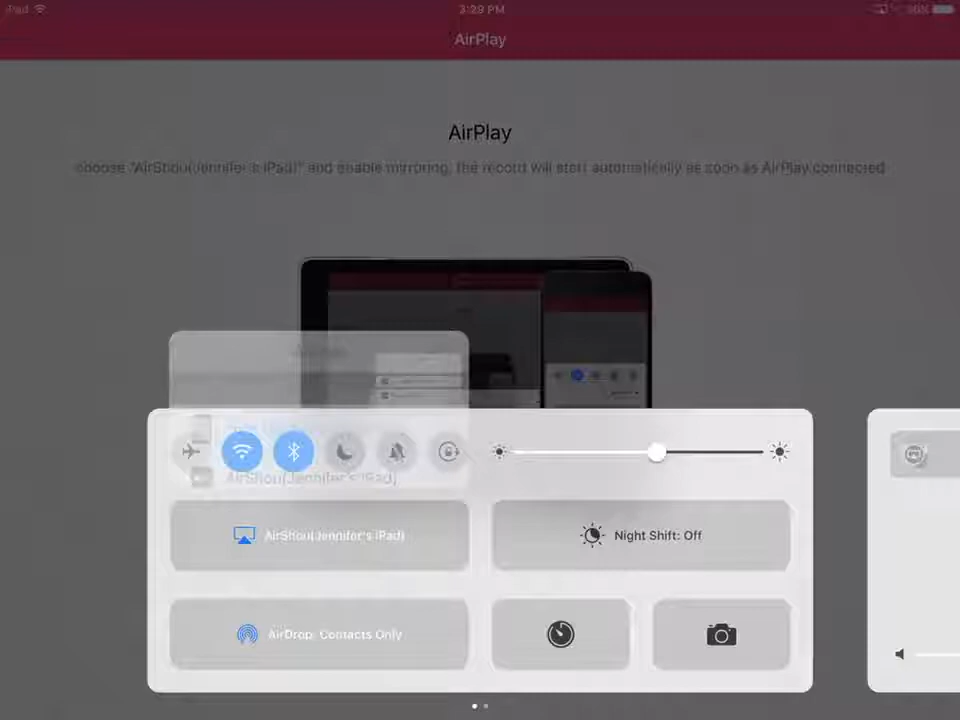 iPad
3:29 PM
AirPlay
AirPlay
choose "AirShou(Jennifer's iPad)" and enable mirroring, the record will start automatically as soon as AirPlay connected
AirShou(Jennifer's iPad)
AirShou(Jennifer's iPad)
Night Shift: Off
AirDrop: Contacts Only